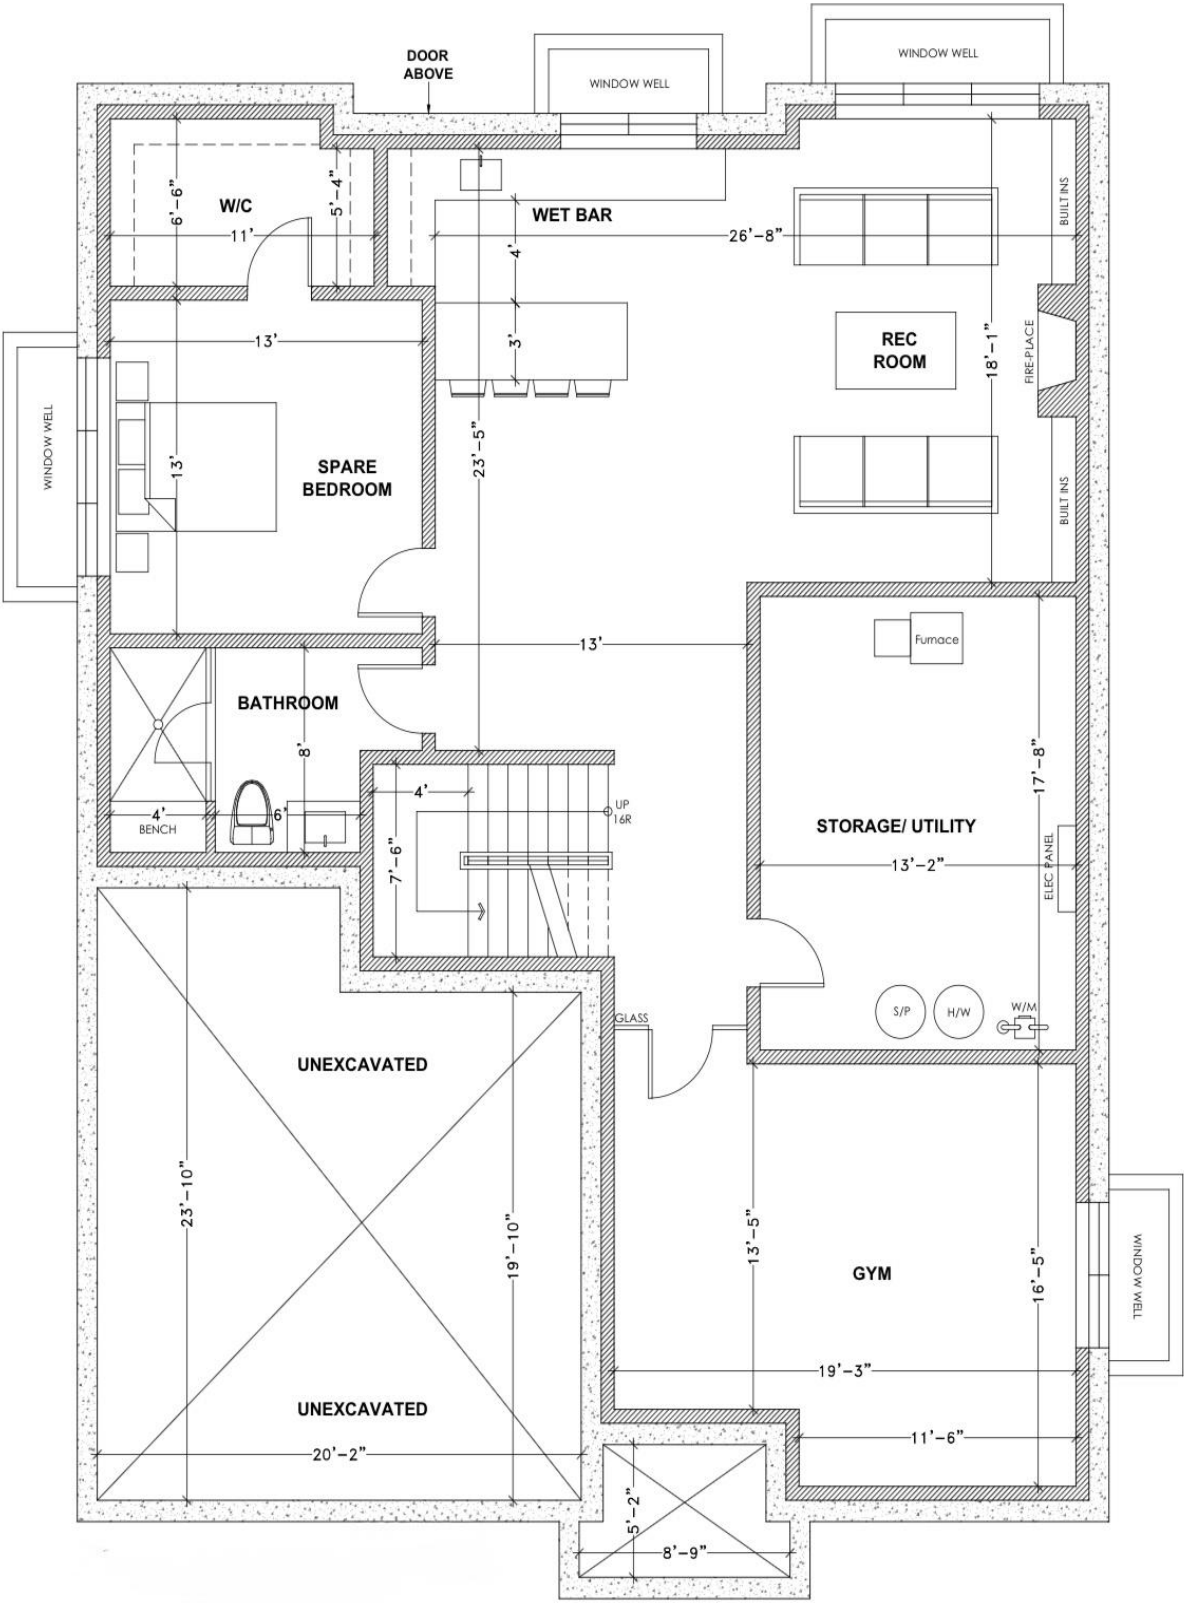 DOOR
ABOVE
WINDOW WELL
WINDOW WELL
W/C
6'-6"
5'-4"
11'
WET BAR
4'
26'-8"
BUILT INS
3'
REC
ROOM
18'-1"
FIRE-PLACE
13'
WINDOW WELL
13'
SPARE
BEDROOM
23'-5"
BUILT INS
Furnace
13'
BATHROOM
8'
17'-8"
4'
UP
16R
4'
6'
BENCH
7'-6"
STORAGE/ UTILITY
13'-2"
ELEC PANEL
GLASS
S/P
H/W
W/M
UNEXCAVATED
23'-10"
19'-10"
13'-5"
GYM
16'-5"
WINDOW WELL
19'-3"
UNEXCAVATED
20'-2"
11'-6"
5'-2"
8'-9"